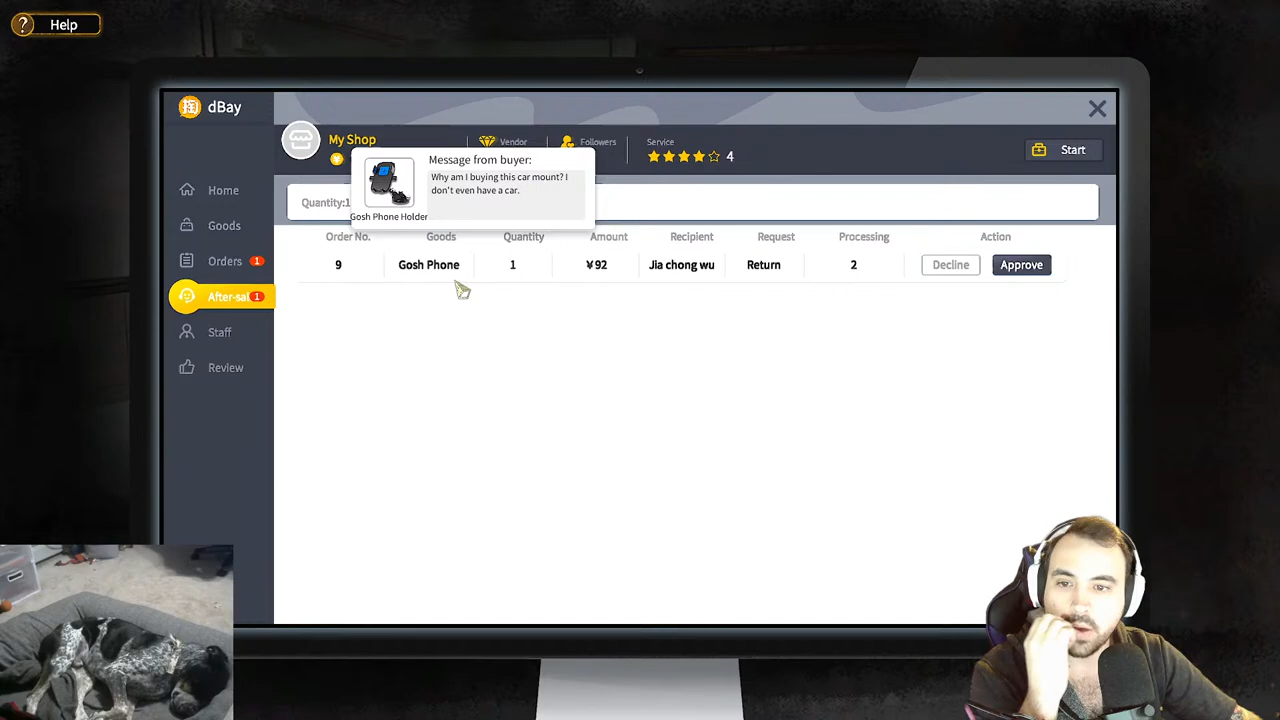 ? Help
掏 dBay
My Shop
Vendor
Followers
Service
4
Start
Message from buyer:
Why am I buying this car mount? I
don't even have a car.
Gosh Phone Holder
Quantity:1
Home
Goods
Orders 1
After-sal 1
Staff
Review
Order No. Goods Quantity Amount Recipient Request Processing Action
9 Gosh Phone 1 ¥92 Jia chong wu Return 2 Decline Approve